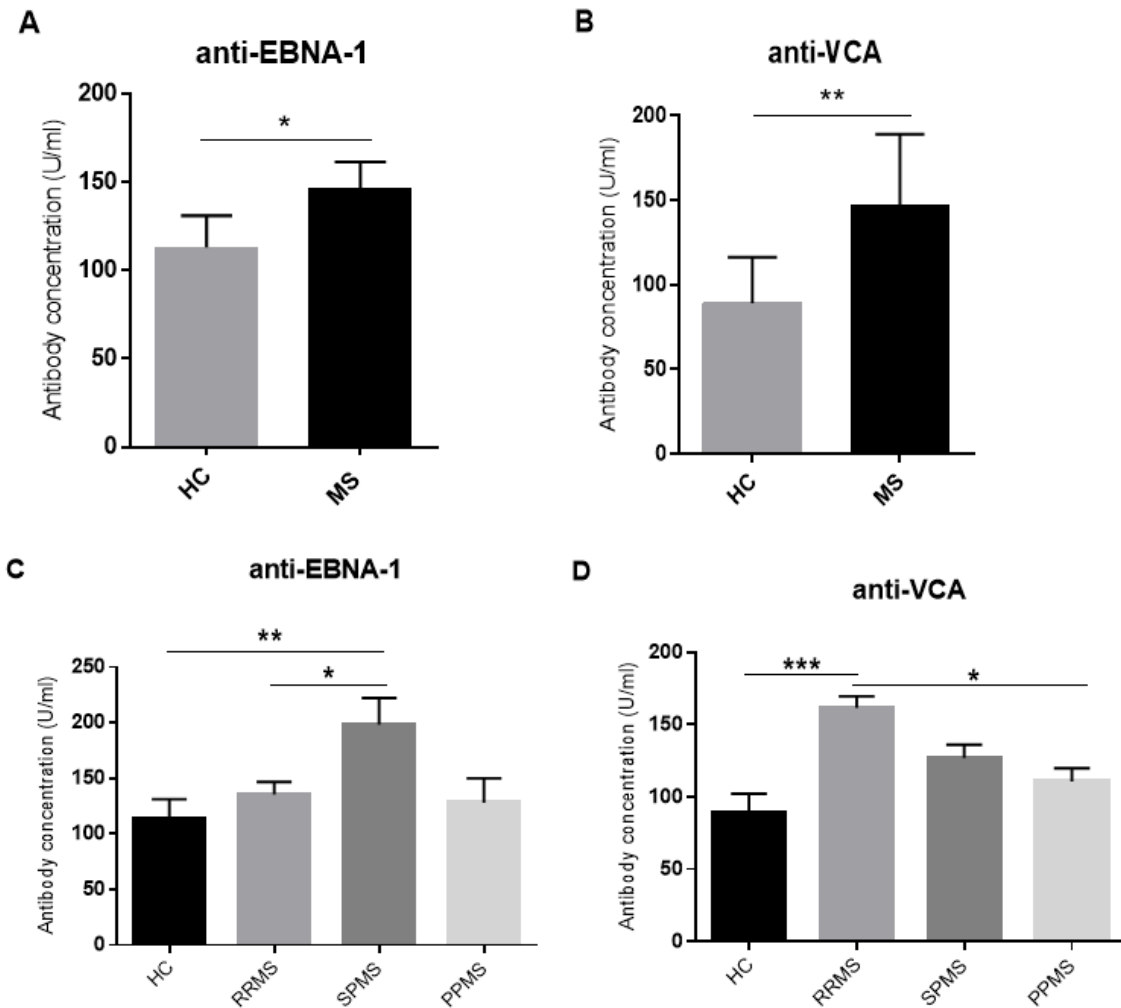 A
anti-EBNA-1
Antibody concentration (U/ml)
200
150
100
50
0
*
HC
MS
B
anti-VCA
Antibody concentration (U/ml)
200
150
100
50
0
**
HC
MS
C
anti-EBNA-1
Antibody concentration (U/ml)
250
200
150
100
50
0
**
*
HC
RRMS
SPMS
PPMS
D
anti-VCA
Antibody concentration (U/ml)
200
150
100
50
0
***
*
HC
RRMS
SPMS
PPMS